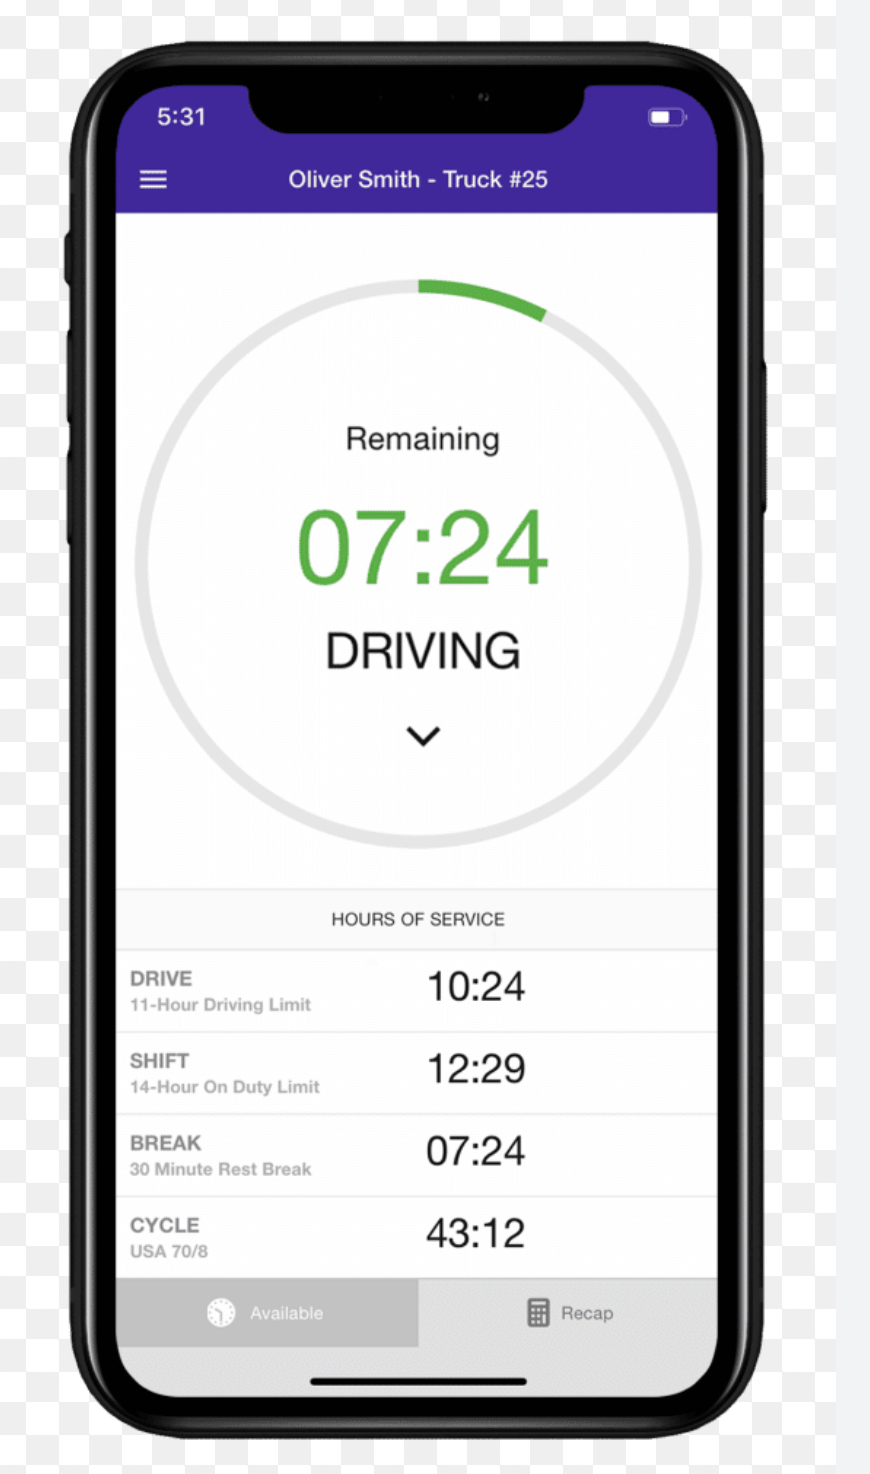 5:31
Oliver Smith - Truck #25
Remaining
07:24
DRIVING
HOURS OF SERVICE
DRIVE
11-Hour Driving Limit
10:24
SHIFT
14-Hour On Duty Limit
12:29
BREAK
30 Minute Rest Break
07:24
CYCLE
USA 70/8
43:12
Available
Recap